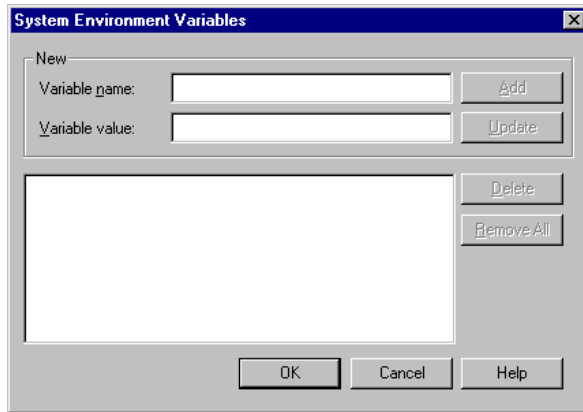 System Environment Variables
New
Variable name:
Add
Variable value:
Update
Delete
Remove All
OK Cancel Help